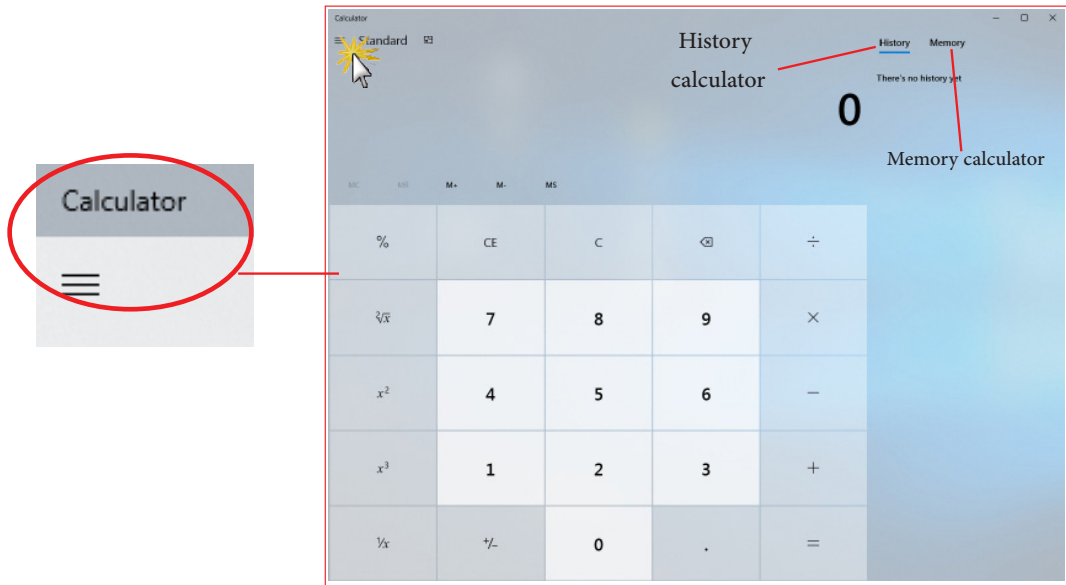 Calculator
Standard
History
calculator
History Memory
There's no history yet
0
Memory calculator
MC MR M+ M- MS
Calculator
% CE C ÷
²√x 7 8 9 ×
x² 4 5 6 −
x³ 1 2 3 +
¹/x +/− 0 . =